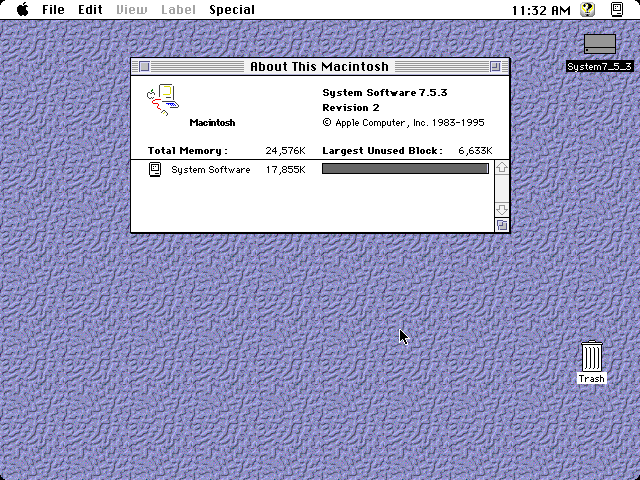 File Edit View Label Special 11:32 AM
System7_5_3
About This Macintosh
System Software 7.5.3
Revision 2
Macintosh
© Apple Computer, Inc. 1983-1995
Total Memory : 24,576K Largest Unused Block : 6,633K
System Software 17,855K
Trash